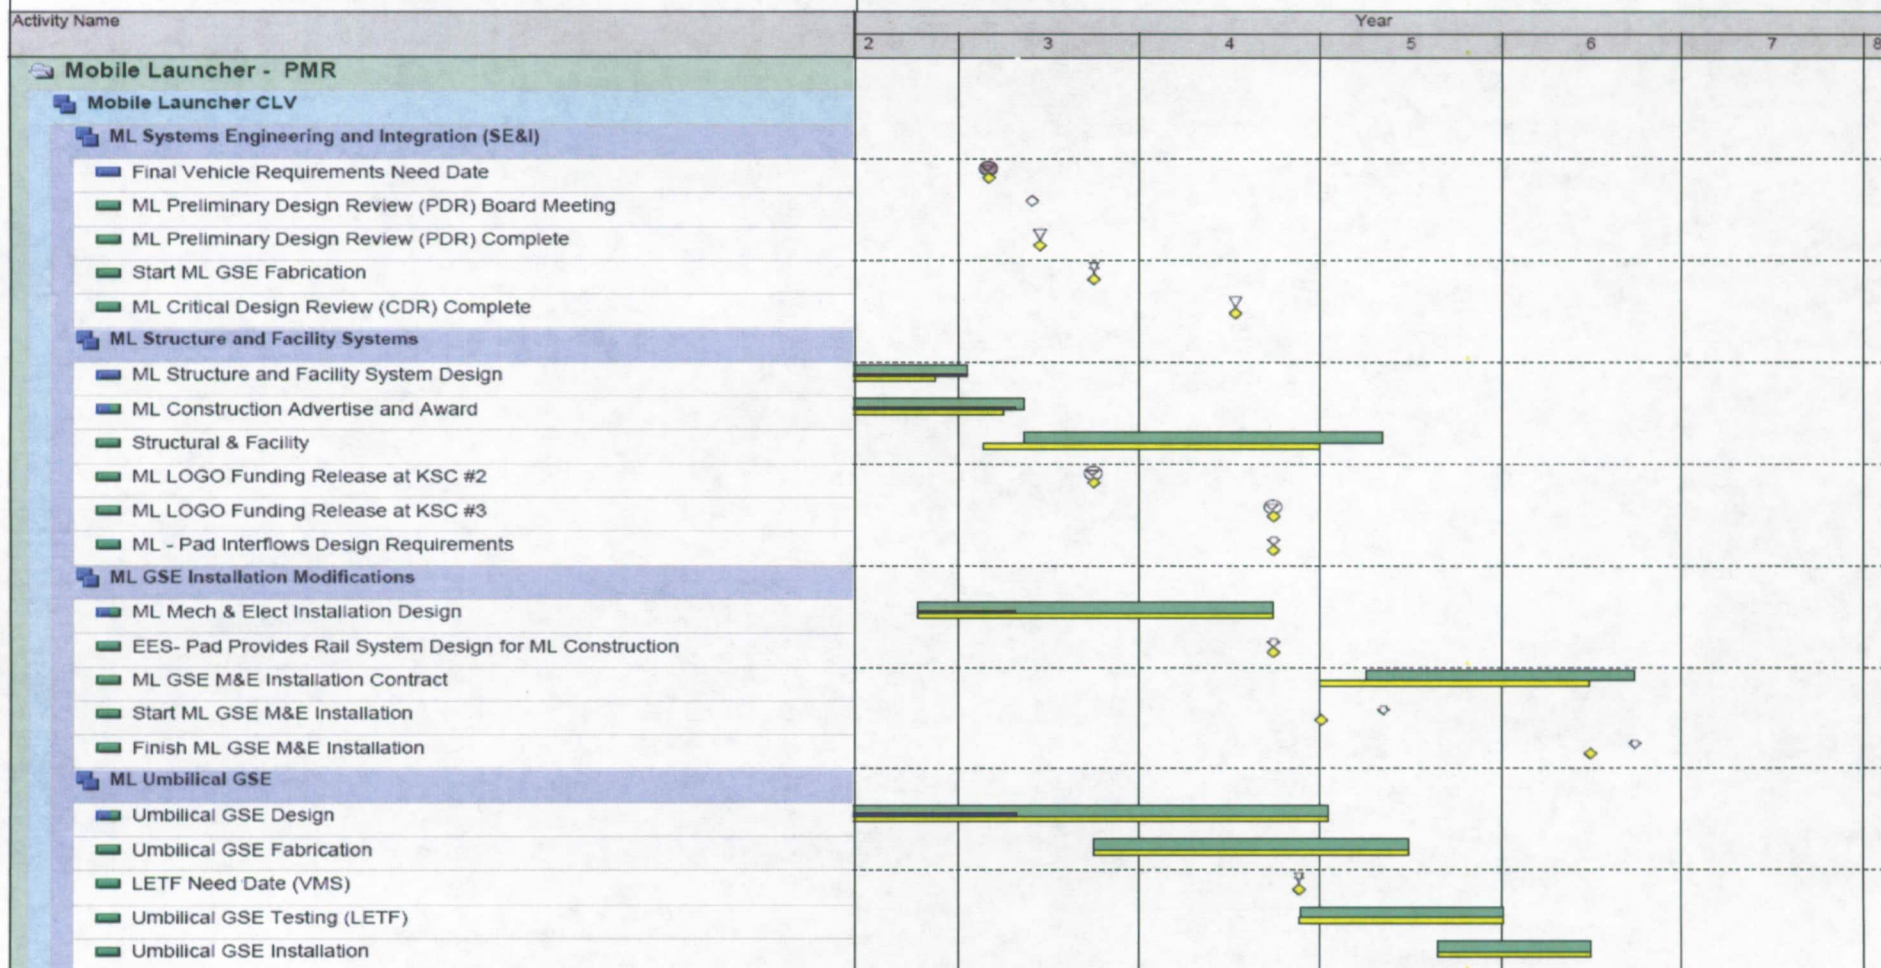 Activity Name
Year
2 3 4 5 6 7 8
Mobile Launcher - PMR
Mobile Launcher CLV
ML Systems Engineering and Integration (SE&I)
Final Vehicle Requirements Need Date
ML Preliminary Design Review (PDR) Board Meeting
ML Preliminary Design Review (PDR) Complete
Start ML GSE Fabrication
ML Critical Design Review (CDR) Complete
ML Structure and Facility Systems
ML Structure and Facility System Design
ML Construction Advertise and Award
Structural & Facility
ML LOGO Funding Release at KSC #2
ML LOGO Funding Release at KSC #3
ML - Pad Interflows Design Requirements
ML GSE Installation Modifications
ML Mech & Elect Installation Design
EES- Pad Provides Rail System Design for ML Construction
ML GSE M&E Installation Contract
Start ML GSE M&E Installation
Finish ML GSE M&E Installation
ML Umbilical GSE
Umbilical GSE Design
Umbilical GSE Fabrication
LETF Need Date (VMS)
Umbilical GSE Testing (LETF)
Umbilical GSE Installation